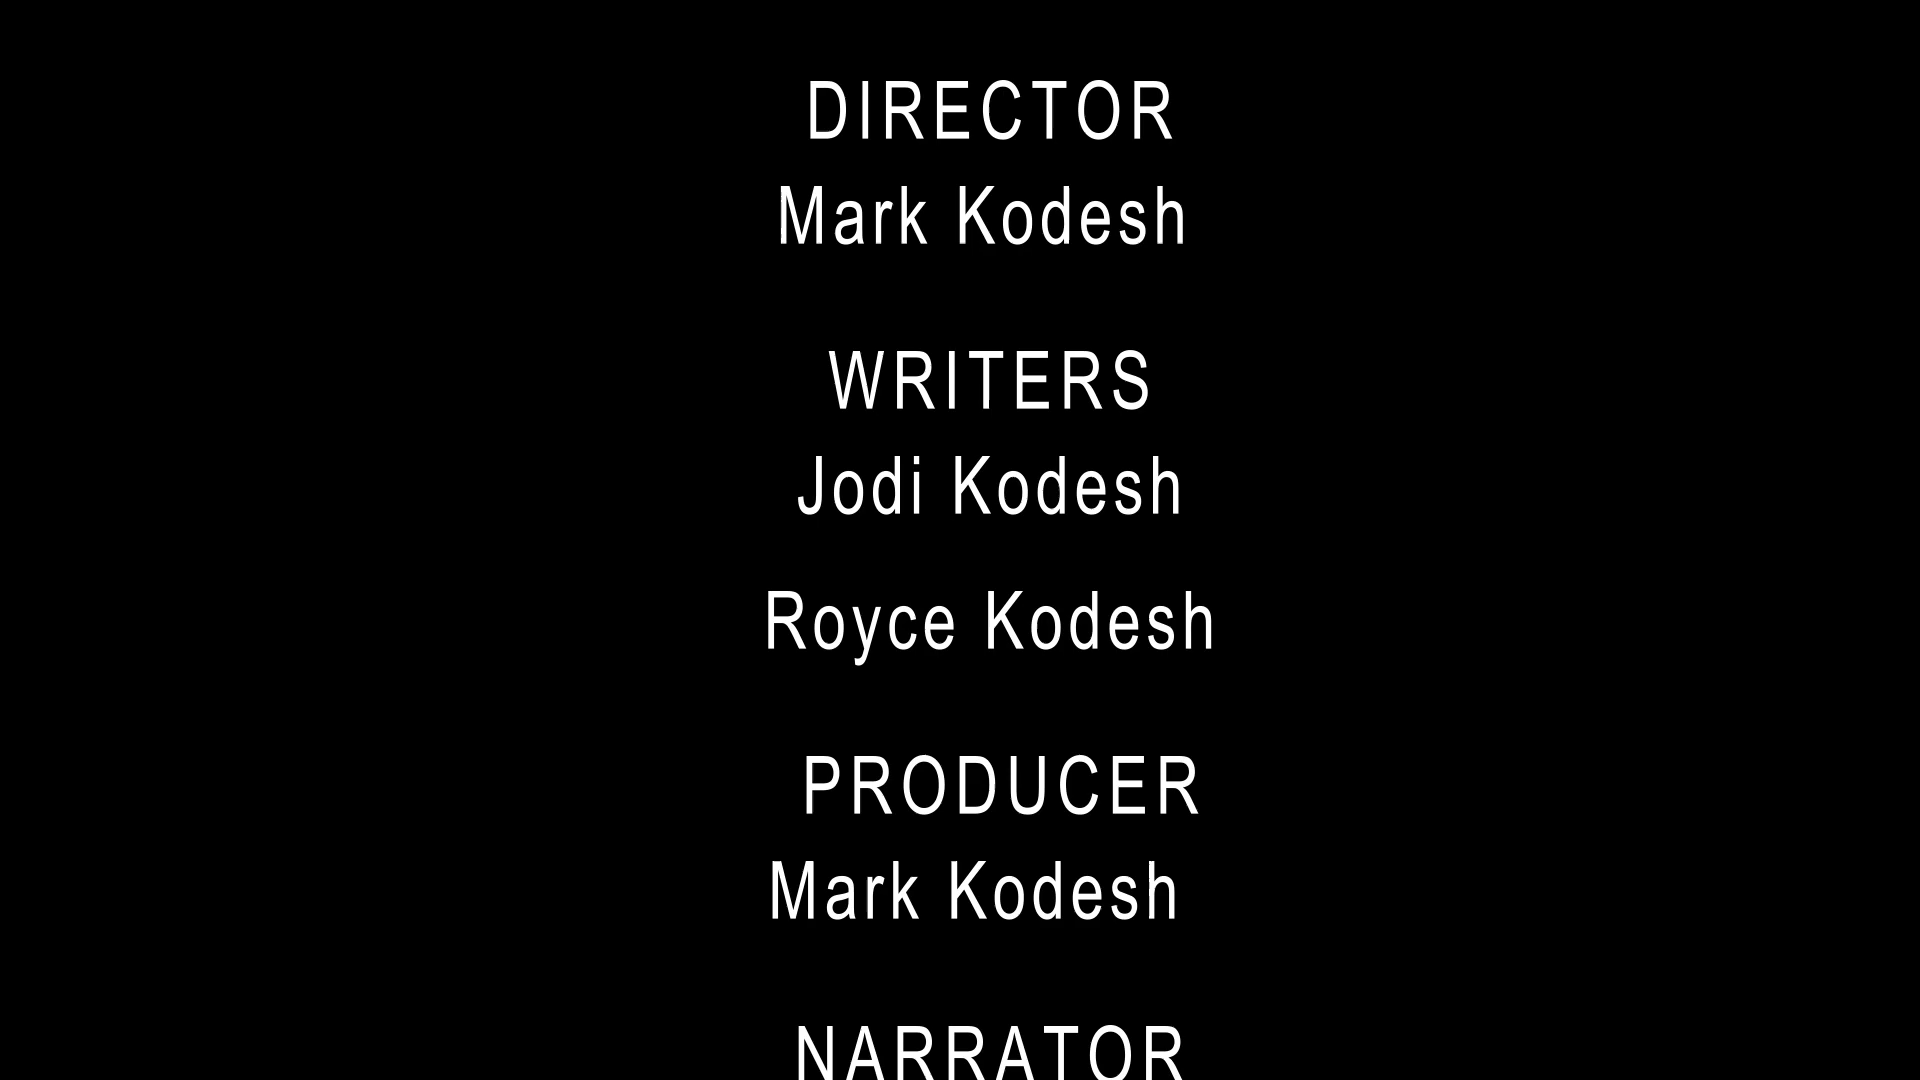 DIRECTOR
Mark Kodesh
WRITERS
Jodi Kodesh
Royce Kodesh
PRODUCER
Mark Kodesh
NARRATOR